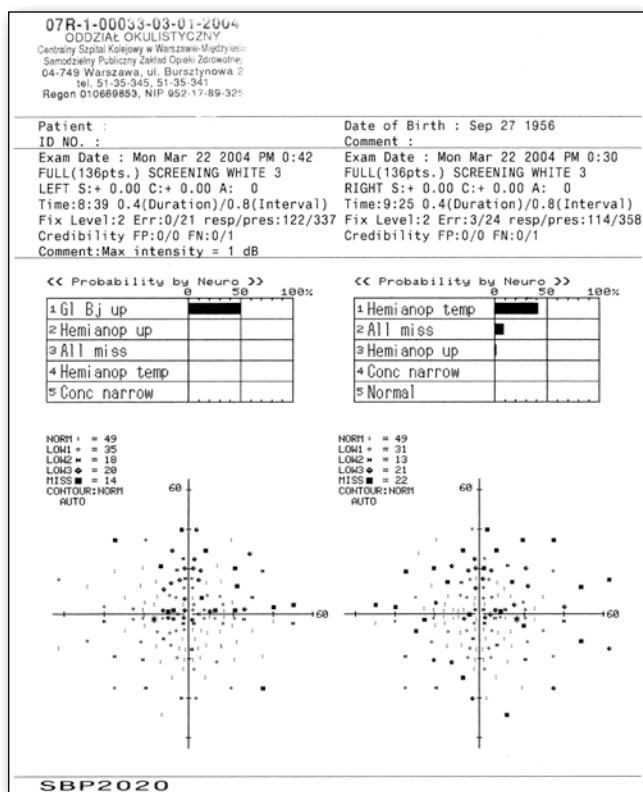 07R-1-00033-03-01-2004
ODDZIAŁ OKULISTYCZNY
Centralny Szpital Kolejowy w Warszawie-Międzylesiu
Samodzielny Publiczny Zakład Opieki Zdrowotnej
04-749 Warszawa, ul. Bursztynowa 2
tel. 51-35-345, 51-35-341
Regon 010669853, NIP 952-17-89-325
Patient :
ID NO. :
Exam Date : Mon Mar 22 2004 PM 0:42
FULL(136pts.) SCREENING WHITE 3
LEFT S:+ 0.00 C:+ 0.00 A: 0
Time:8:39 0.4(Duration)/0.8(Interval)
Fix Level:2 Err:0/21 resp/pres:122/337
Credibility FP:0/0 FN:0/1
Comment:Max intensity = 1 dB
Date of Birth : Sep 27 1956
Comment :
Exam Date : Mon Mar 22 2004 PM 0:30
FULL(136pts.) SCREENING WHITE 3
RIGHT S:+ 0.00 C:+ 0.00 A: 0
Time:9:25 0.4(Duration)/0.8(Interval)
Fix Level:2 Err:3/24 resp/pres:114/358
Credibility FP:0/0 FN:0/1
<< Probability by Neuro >>
0 50 100%
1 Gl Bj up
2 Hemianop up
3 All miss
4 Hemianop temp
5 Conc narrow
<< Probability by Neuro >>
0 50 100%
1 Hemianop temp
2 All miss
3 Hemianop up
4 Conc narrow
5 Normal
NORM = 49
LOW1 = 35
LOW2 = 18
LOW3 = 20
MISS = 14
CONTOUR:NORM
AUTO
60
60
NORM = 49
LOW1 = 31
LOW2 = 13
LOW3 = 21
MISS = 22
CONTOUR:NORM
AUTO
60
60
SBP2020